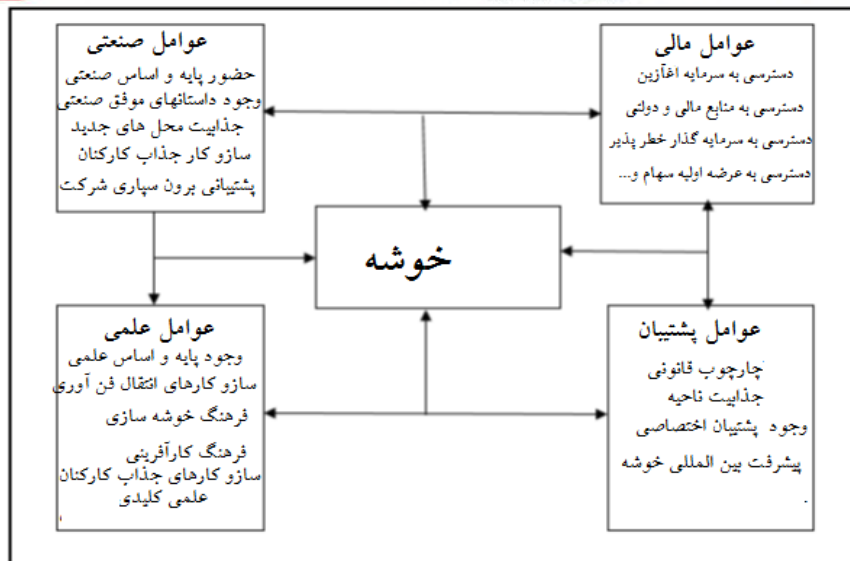 عوامل صنعتی
حضور پایه و اساس صنعتی
وجود داستانهای موفق صنعتی
جذابیت محل های جدید
سازو کار جذاب کارکنان
پشتیبانی برون سپاری شرکت
عوامل مالی
دسترسی به سرمایه اغآزین
دسترسی به منابع مالی و دولتی
دسترسی به سرمایه گذار خطر پذیر
دسترسی به عرضه اولیه سهام و...
خوشه
عوامل علمی
وجود پایه و اساس علمی
سازو کارهای انتقال فن آوری
فرهنگ خوشه سازی
فرهنگ کارآفرینی
سازو کارهای جذاب کارکنان
علمی کلیدی
عوامل پشتیبان
چارچوب قانونی
جذابیت ناحیه
وجود پشتیبان اختصاصی
پیشرفت بین المللی خوشه
.